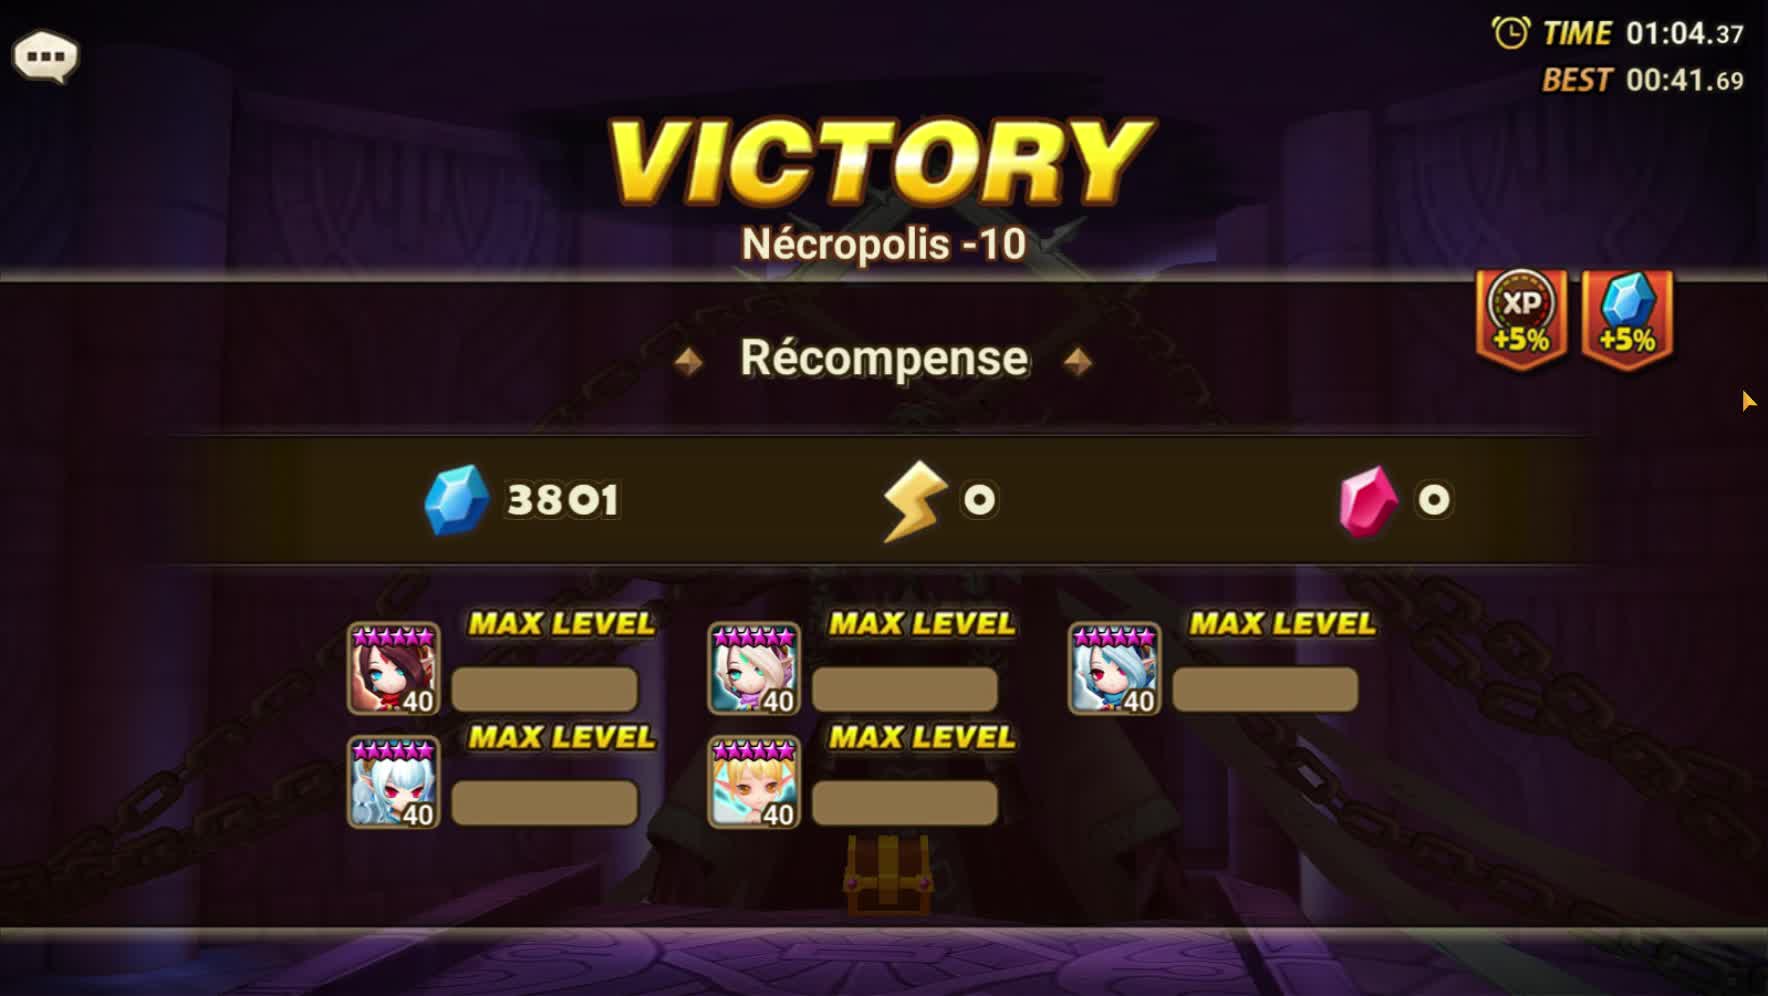 TIME 01:04.37
BEST 00:41.69
VICTORY
Nécropolis -10
XP +5% +5%
Récompense
3801 0 0
MAX LEVEL MAX LEVEL MAX LEVEL
40 40 40
MAX LEVEL MAX LEVEL
40 40